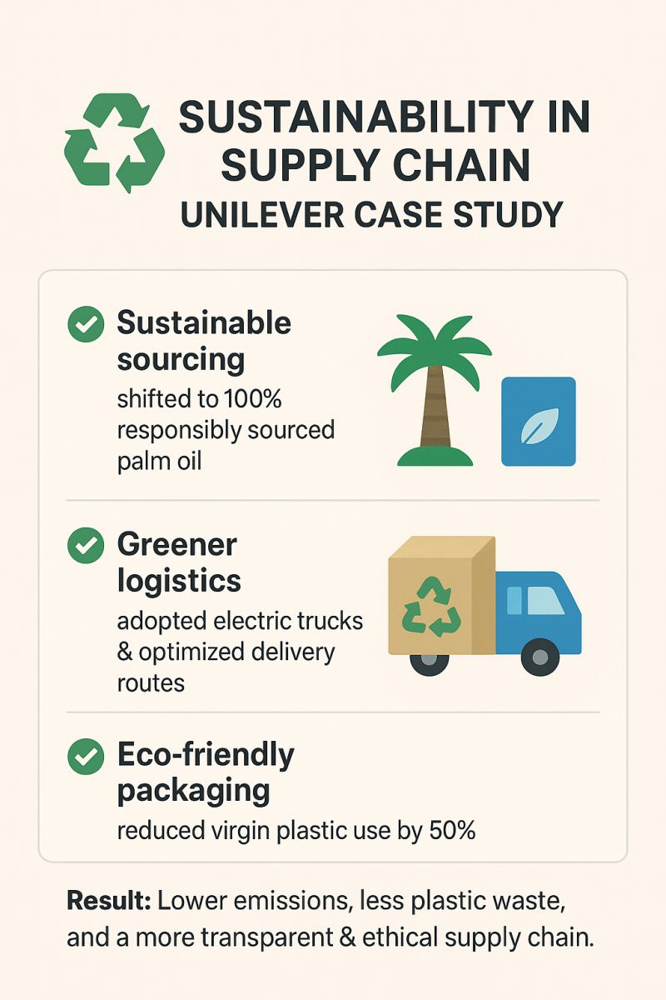 SUSTAINABILITY IN
SUPPLY CHAIN
UNILEVER CASE STUDY
Sustainable
sourcing
shifted to 100%
responsibly sourced
palm oil
Greener
logistics
adopted electric trucks
& optimized delivery
routes
Eco-friendly
packaging
reduced virgin plastic use by 50%
Result: Lower emissions, less plastic waste,
and a more transparent & ethical supply chain.